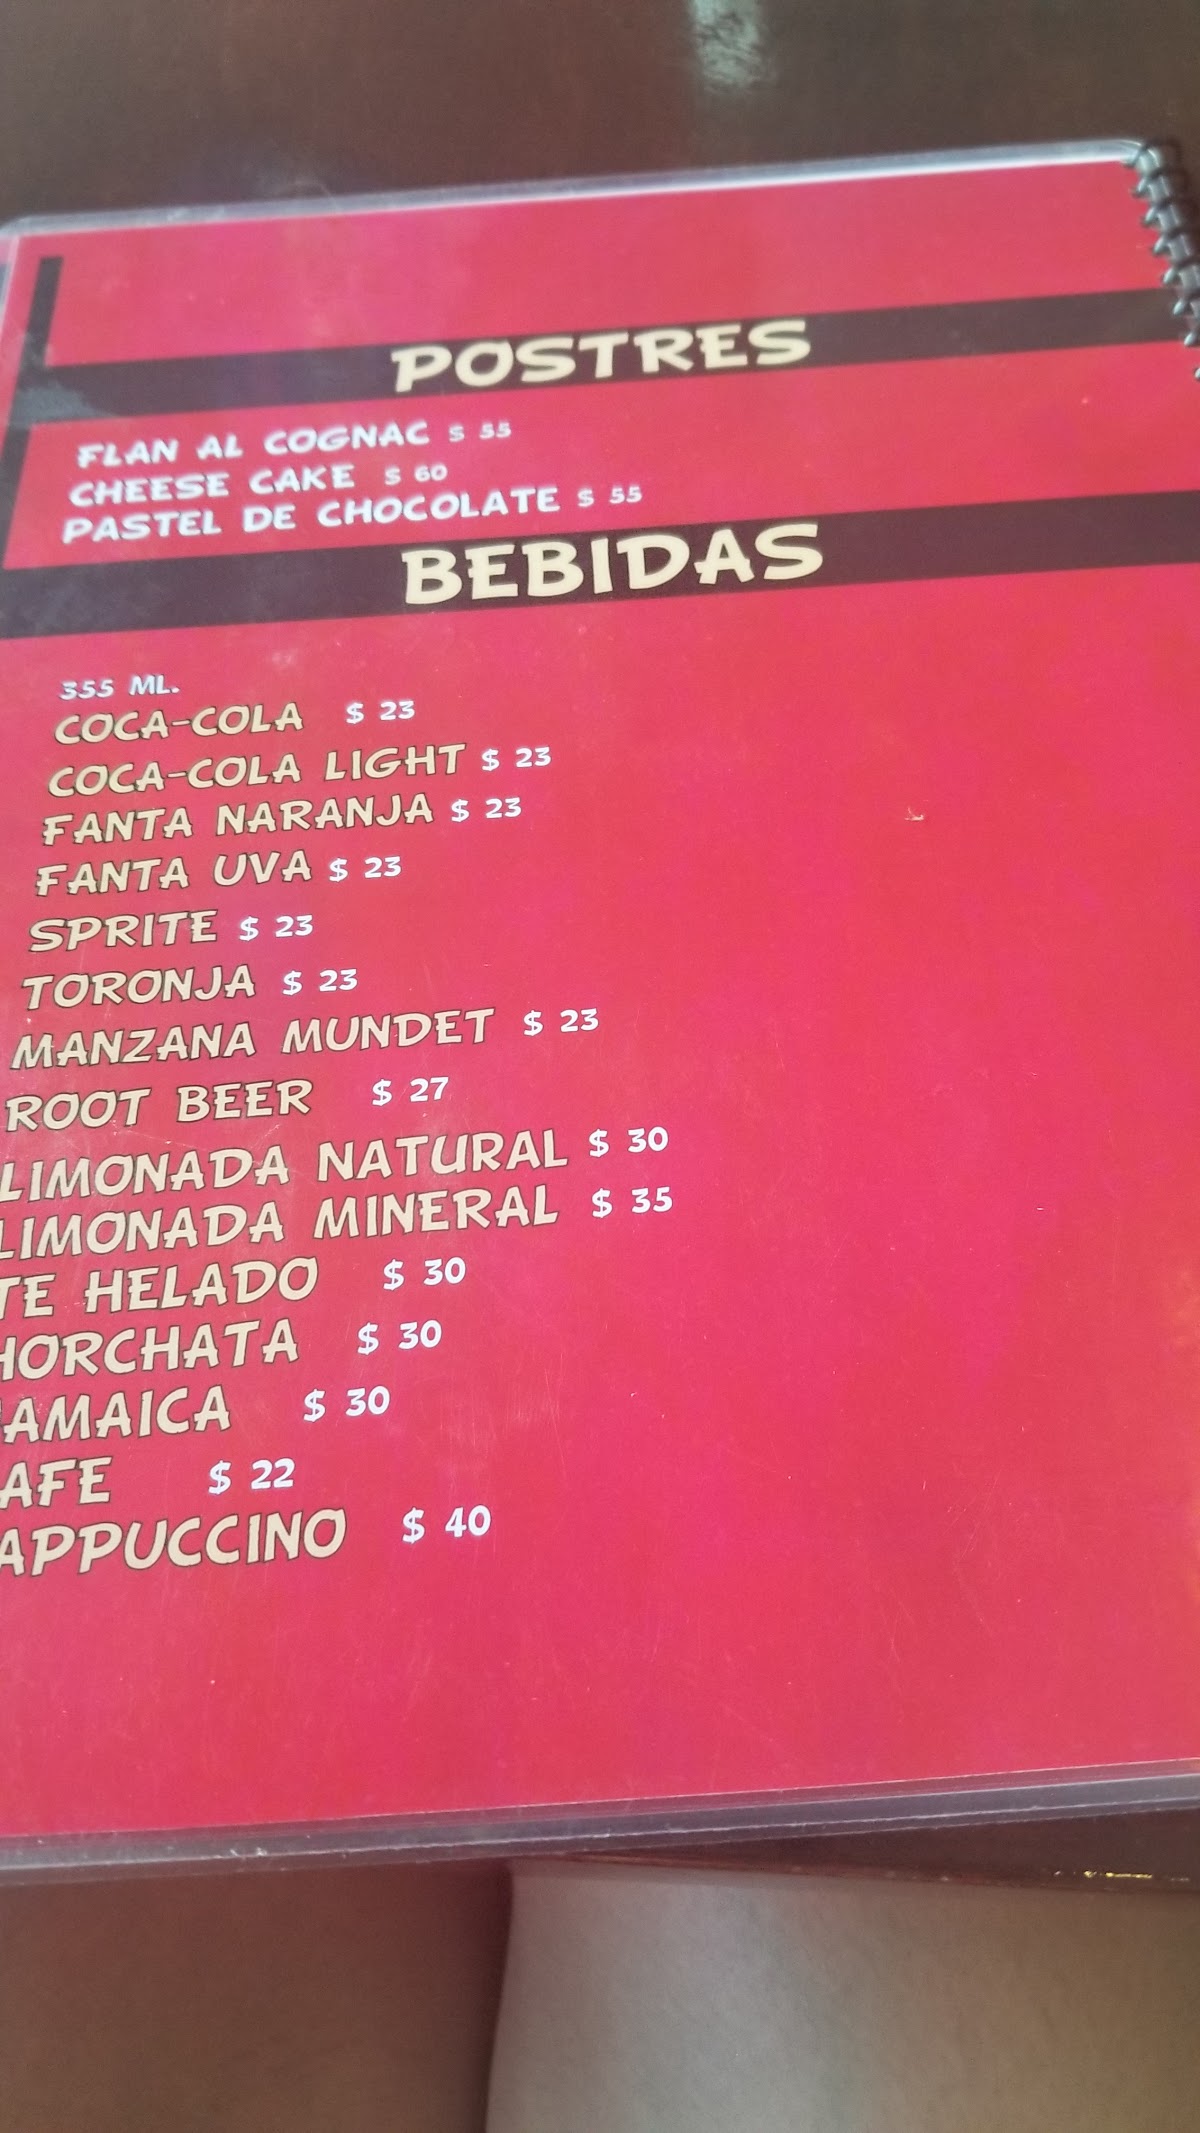 POSTRES
FLAN AL COGNAC $ 55
CHEESE CAKE $ 60
PASTEL DE CHOCOLATE $ 55
BEBIDAS
355 ML.
COCA-COLA $ 23
COCA-COLA LIGHT $ 23
FANTA NARANJA $ 23
FANTA UVA $ 23
SPRITE $ 23
TORONJA $ 23
MANZANA MUNDET $ 23
ROOT BEER $ 27
LIMONADA NATURAL $ 30
LIMONADA MINERAL $ 35
TE HELADO $ 30
HORCHATA $ 30
JAMAICA $ 30
AFE $ 22
APPUCCINO $ 40